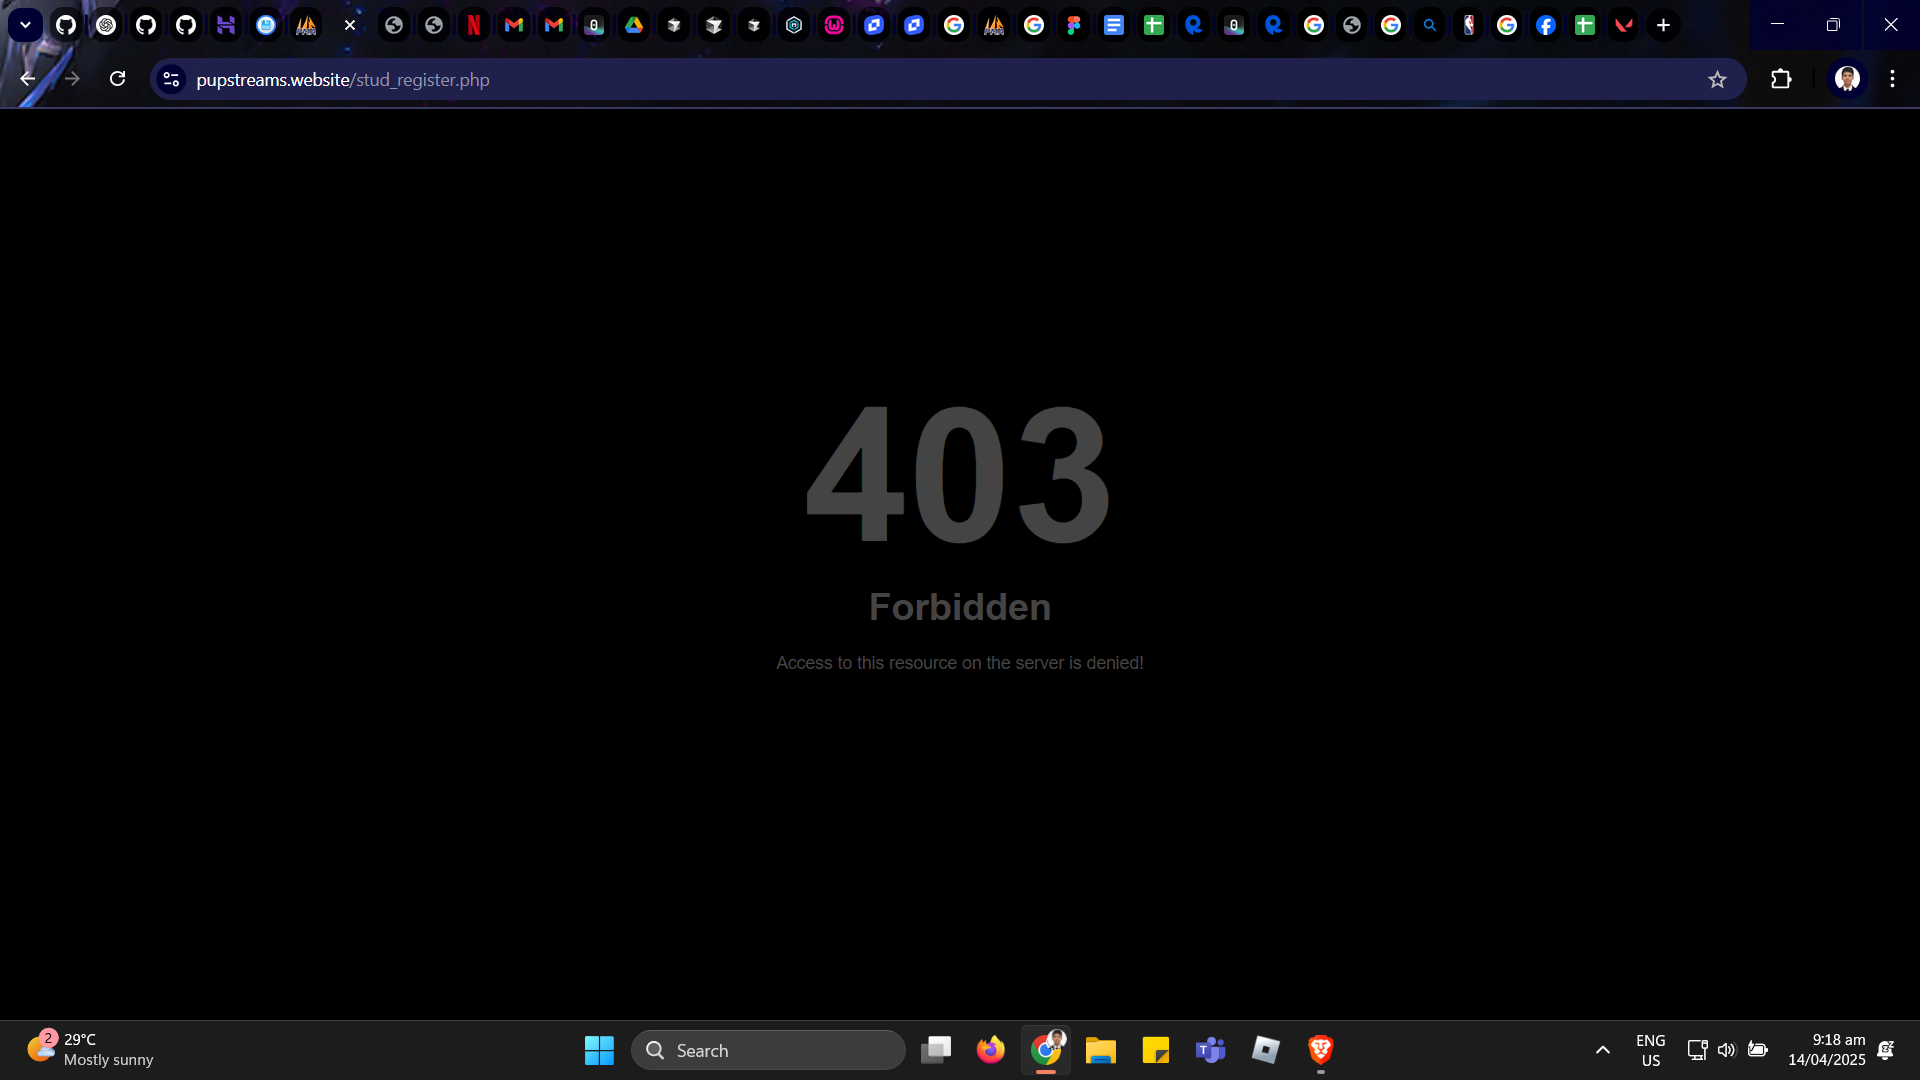 pupstreams.website/stud_register.php
403
Forbidden
Access to this resource on the server is denied!
2
29°C
Mostly sunny
Search
ENG
US
9:18 am
14/04/2025